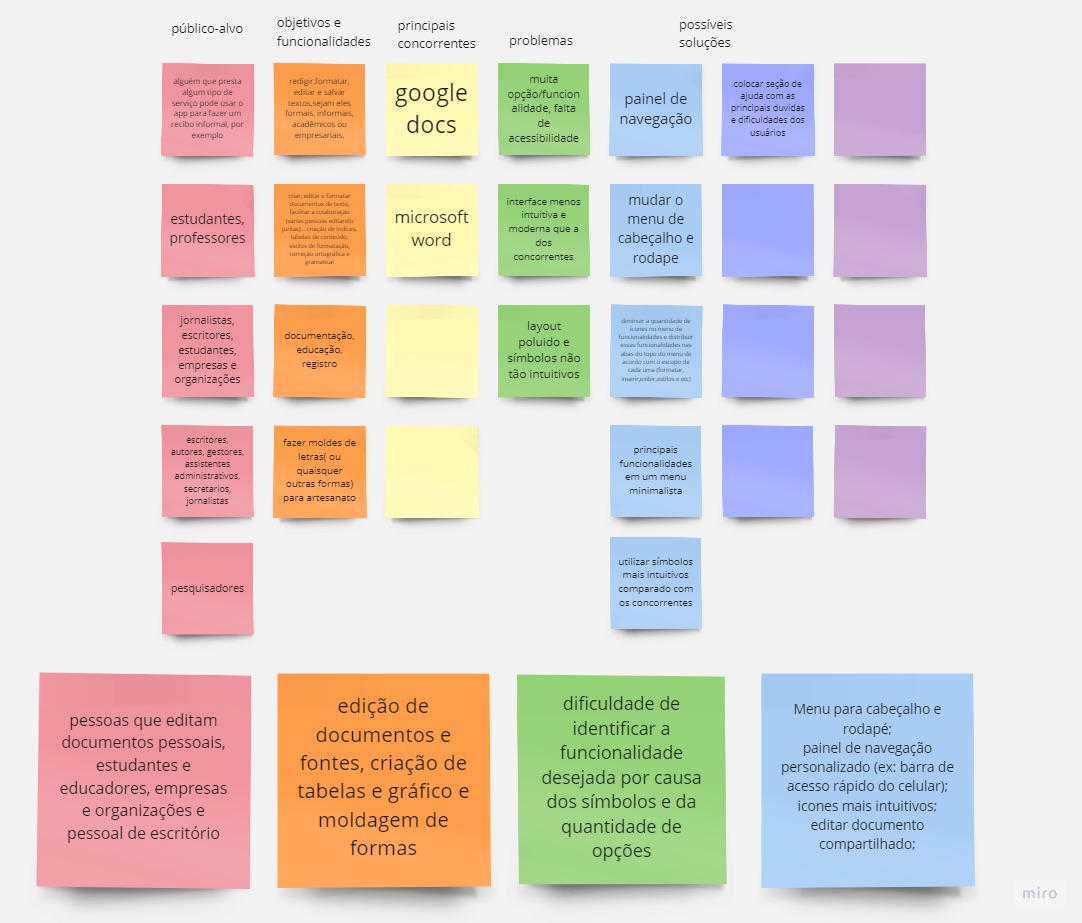 público-alvo
objetivos e
funcionalidades
principais
concorrentes
problemas
possíveis
soluções
alguém que presta
algum tipo de
serviço pode usar o
app para fazer um
recibo informal, por
exemplo
redigir,formatar,
editar e salvar
textos,sejam eles
formais, informais,
acadêmicos ou
empresariais.
google
docs
muita
opção/funcion
alidade, falta
de
acessibilidade
painel de
navegação
colocar seção de
ajuda com as
principais duvidas
e dificuldades dos
usuários
estudantes,
professores
criar, editar e formatar
documentos de texto,
facilitar a colaboração
(várias pessoas editando
juntas)... criação de índices,
tabelas de conteúdo,
estilos de formatação,
correção ortográfica e
gramatical
microsoft
word
interface menos
intuitiva e
moderna que a
dos
concorrentes
mudar o
menu de
cabeçalho e
rodape
jornalistas,
escritores,
estudantes,
empresas e
organizações
documentação,
educação,
registro
layout
poluido e
símbolos não
tão intuitivos
diminuir a quantidade de
ícones no menu de
funcionalidades e distribuir
essas funcionalidades nas
abas do topo do menu de
acordo com o escopo de
cada uma (formatar,
inserir,exibir,estilos e etc)
escritores,
autores, gestores,
assistentes
administrativos,
secretarios,
jornalistas
fazer moldes de
letras( ou
quaisquer
outras formas)
para artesanato
principais
funcionalidades
em um menu
minimalista
pesquisadores
utilizar símbolos
mais intuitivos
comparado com
os concorrentes
pessoas que editam
documentos pessoais,
estudantes e
educadores, empresas
e organizações e
pessoal de escritório
edição de
documentos e
fontes, criação de
tabelas e gráfico e
moldagem de
formas
dificuldade de
identificar a
funcionalidade
desejada por causa
dos símbolos e da
quantidade de
opções
Menu para cabeçalho e
rodapé;
painel de navegação
personalizado (ex: barra de
acesso rápido do celular);
icones mais intuitivos;
editar documento
compartilhado;
miro